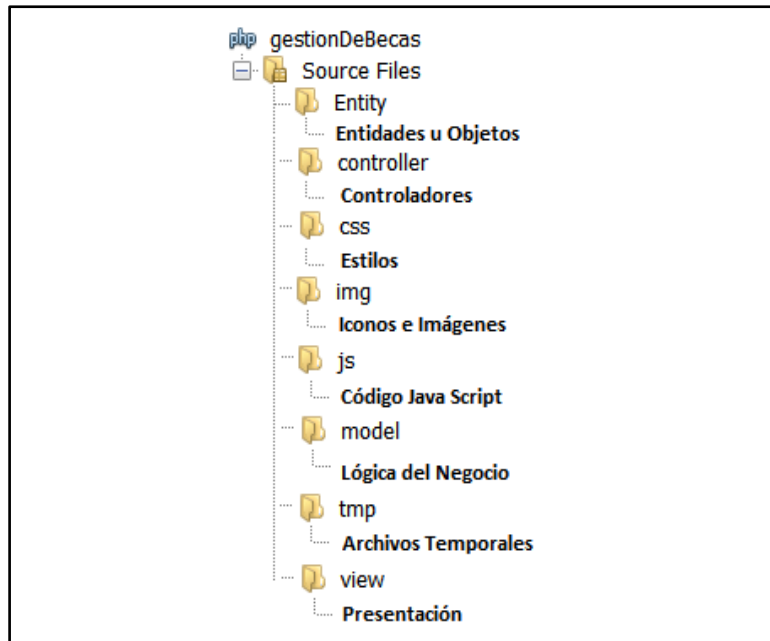 php gestionDeBecas
Source Files
Entity
Entidades u Objetos
controller
Controladores
css
Estilos
img
Iconos e Imágenes
js
Código Java Script
model
Lógica del Negocio
tmp
Archivos Temporales
view
Presentación